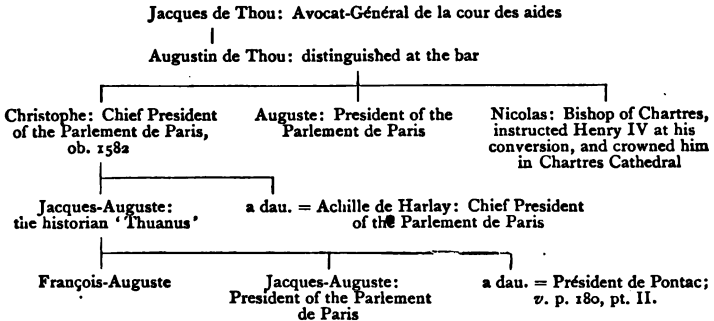 Jacques de Thou: Avocat-Général de la cour des aides
Augustin de Thou: distinguished at the bar
Christophe: Chief President
of the Parlement de Paris,
ob. 1582
Auguste: President of the
Parlement de Paris
Nicolas: Bishop of Chartres,
instructed Henry IV at his
conversion, and crowned him
in Chartres Cathedral
Jacques-Auguste:
the historian ‘Thuanus’
a dau. = Achille de Harlay: Chief President
of the Parlement de Paris
François-Auguste
Jacques-Auguste:
President of the Parlement
de Paris
a dau. = Président de Pontac;
v. p. 180, pt. II.